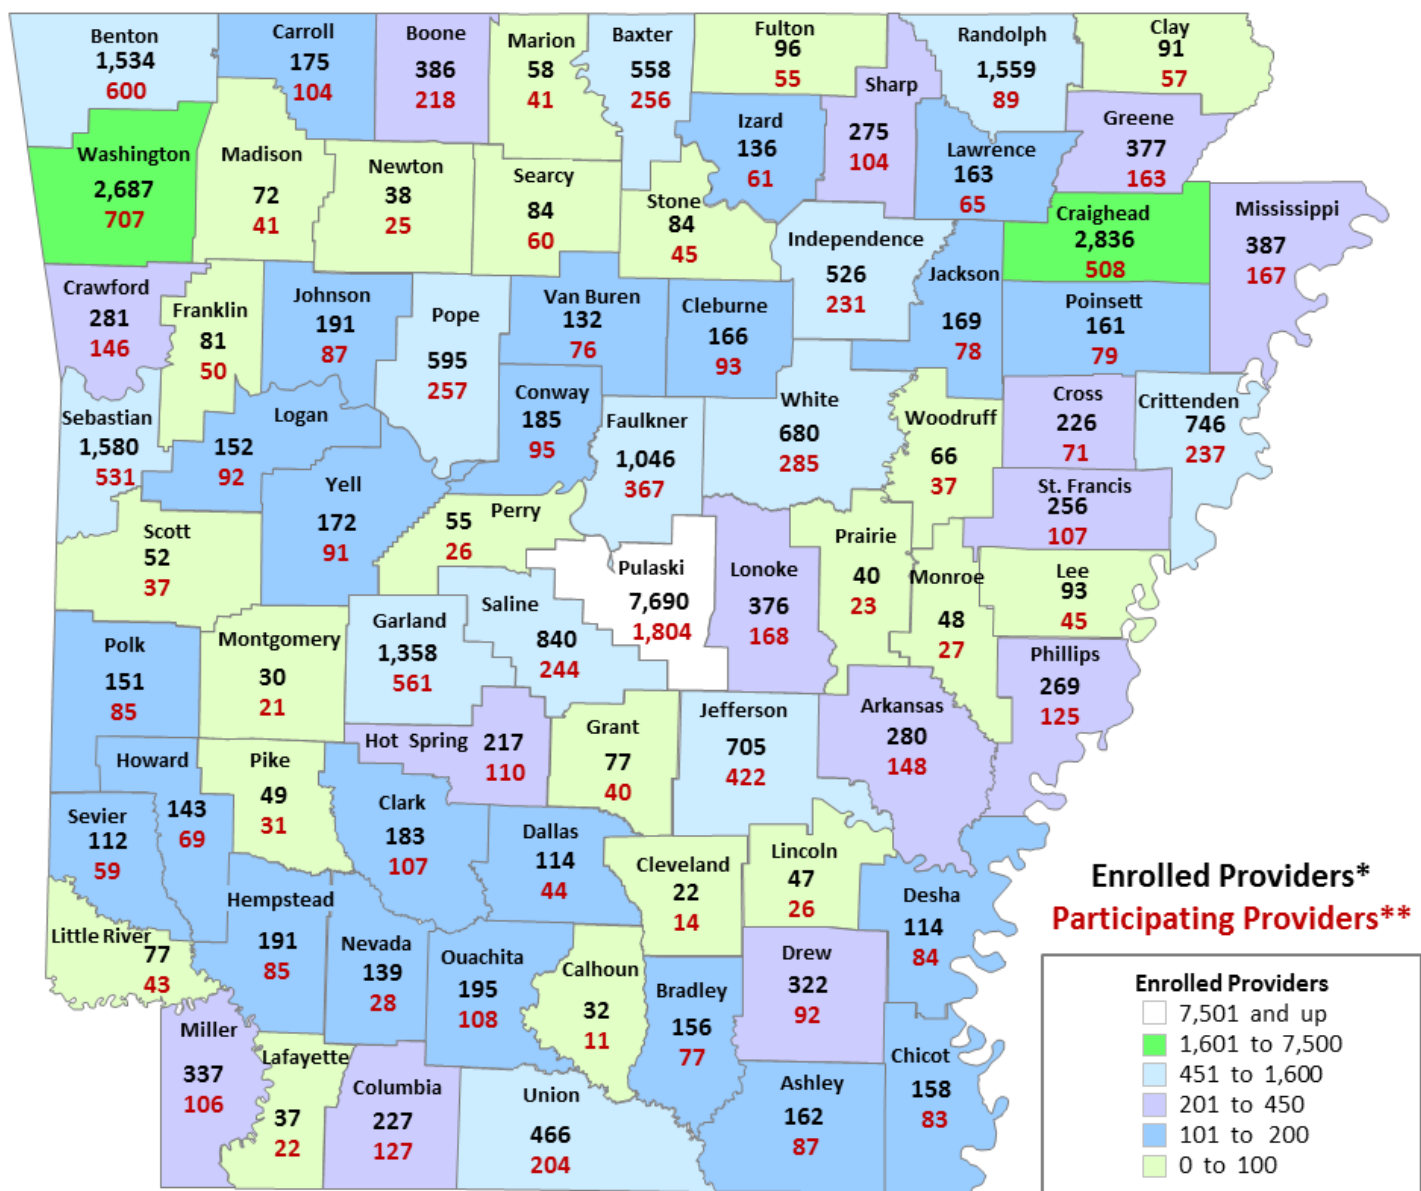 Benton
1,534
600
Carroll
175
104
Boone
386
218
Marion
58
41
Baxter
558
256
Fulton
96
55
Sharp
275
104
Randolph
1,559
89
Clay
91
57
Washington
2,687
707
Madison
72
41
Newton
38
25
Searcy
84
60
Stone
84
45
Izard
136
61
Lawrence
163
65
Greene
377
163
Independence
526
231
Jackson
169
78
Craighead
2,836
508
Mississippi
387
167
Crawford
281
146
Franklin
81
50
Johnson
191
87
Pope
595
257
Van Buren
132
76
Cleburne
166
93
Poinsett
161
79
Sebastian
1,580
531
Logan
152
92
Conway
185
95
Faulkner
1,046
367
White
680
285
Woodruff
66
37
Cross
226
71
Crittenden
746
237
Yell
172
91
Perry
55
26
St. Francis
256
107
Scott
52
37
Pulaski
7,690
1,804
Lonoke
376
168
Prairie
40
23
Monroe
48
27
Lee
93
45
Polk
151
85
Montgomery
30
21
Garland
1,358
561
Saline
840
244
Phillips
269
125
Hot Spring
217
110
Grant
77
40
Jefferson
705
422
Arkansas
280
148
Howard
143
69
Pike
49
31
Clark
183
107
Sevier
112
59
Dallas
114
44
Cleveland
22
14
Lincoln
47
26
Desha
114
84
Hempstead
191
85
Little River
77
43
Nevada
139
28
Ouachita
195
108
Calhoun
32
11
Bradley
156
77
Drew
322
92
Miller
337
106
Lafayette
37
22
Columbia
227
127
Union
466
204
Ashley
162
87
Chicot
158
83
Enrolled Providers*
Participating Providers**
Enrolled Providers
7,501 and up
1,601 to 7,500
451 to 1,600
201 to 450
101 to 200
0 to 100